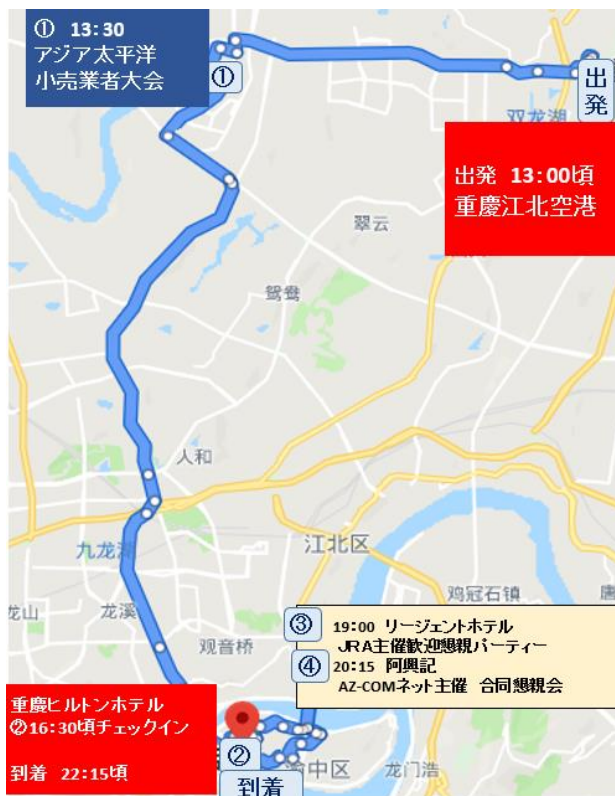 ① 13:30
アジア太平洋
小売業者大会
①
出
発
双龙湖
出発 13:00頃
重慶江北空港
翠云
鸳鸯
人和
九龙湖
江北区
鸡冠石镇
唐
龙山
龙溪
观音桥
③
19:00 リージェントホテル
JRA主催歓迎懇親パーティー
④
20:15 阿興記
AZ-COMネット主催 合同懇親会
重慶ヒルトンホテル
②16:30頃チェックイン
到着 22:15頃
②
到着
渝中区
龙门浩